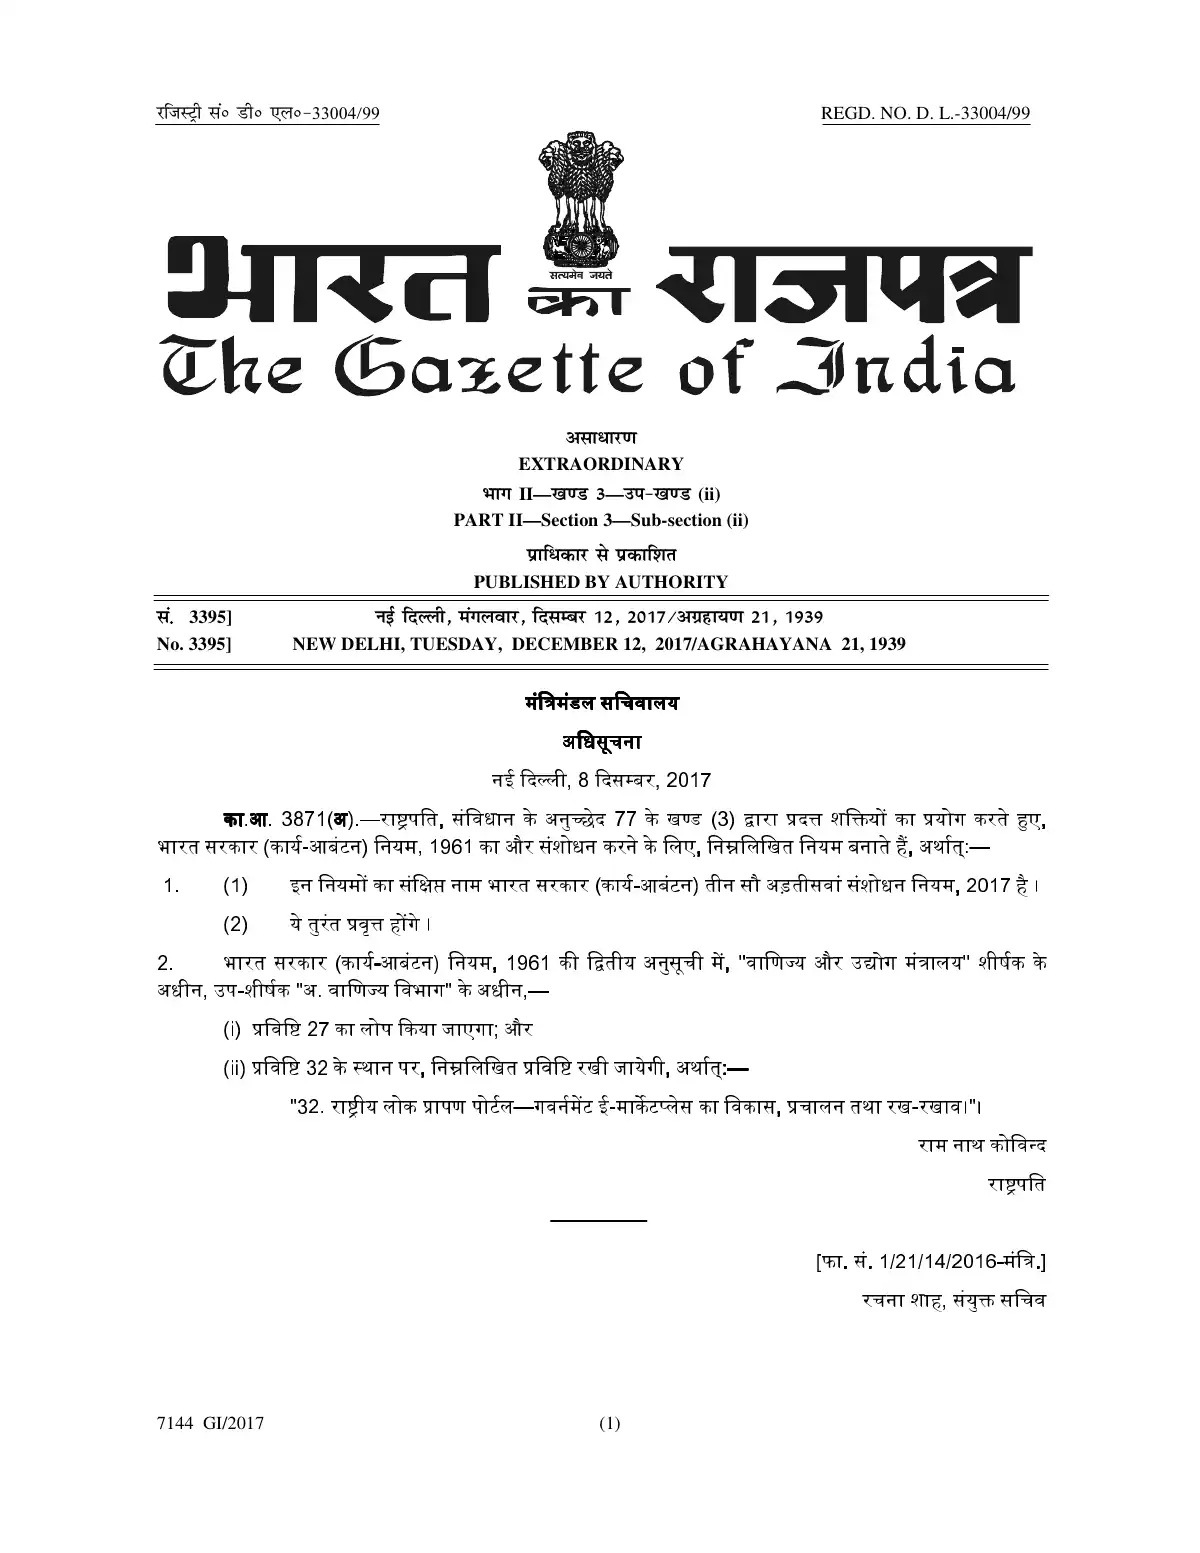 रजिस्ट्री सं० डी० एल०-33004/99
REGD. NO. D. L.-33004/99
सत्यमेव जयते
भारत का राजपत्र
The Gazette of India
असाधारण
EXTRAORDINARY
भाग II—खण्ड 3—उप-खण्ड (ii)
PART II—Section 3—Sub-section (ii)
प्राधिकार से प्रकाशित
PUBLISHED BY AUTHORITY
सं. 3395] नई दिल्ली, मंगलवार, दिसम्बर 12, 2017/अग्रहायण 21, 1939
No. 3395] NEW DELHI, TUESDAY, DECEMBER 12, 2017/AGRAHAYANA 21, 1939
मंत्रिमंडल सचिवालय
अधिसूचना
नई दिल्ली, 8 दिसम्बर, 2017
का.आ. 3871(अ).—राष्ट्रपति, संविधान के अनुच्छेद 77 के खण्ड (3) द्वारा प्रदत्त शक्तियों का प्रयोग करते हुए,
भारत सरकार (कार्य-आबंटन) नियम, 1961 का और संशोधन करने के लिए, निम्नलिखित नियम बनाते हैं, अर्थात्:—
1. (1) इन नियमों का संक्षिप्त नाम भारत सरकार (कार्य-आबंटन) तीन सौ अड़तीसवां संशोधन नियम, 2017 है ।
(2) ये तुरंत प्रवृत्त होंगे ।
2. भारत सरकार (कार्य-आबंटन) नियम, 1961 की द्वितीय अनुसूची में, "वाणिज्य और उद्योग मंत्रालय" शीर्षक के
अधीन, उप-शीर्षक "अ. वाणिज्य विभाग" के अधीन,—
(i) प्रविष्टि 27 का लोप किया जाएगा; और
(ii) प्रविष्टि 32 के स्थान पर, निम्नलिखित प्रविष्टि रखी जायेगी, अर्थात्:—
"32. राष्ट्रीय लोक प्रापण पोर्टल—गवर्नमेंट ई-मार्केटप्लेस का विकास, प्रचालन तथा रख-रखाव।"।
राम नाथ कोविन्द
राष्ट्रपति
[फा. सं. 1/21/14/2016-मंत्रि.]
रचना शाह, संयुक्त सचिव
7144 GI/2017 (1)